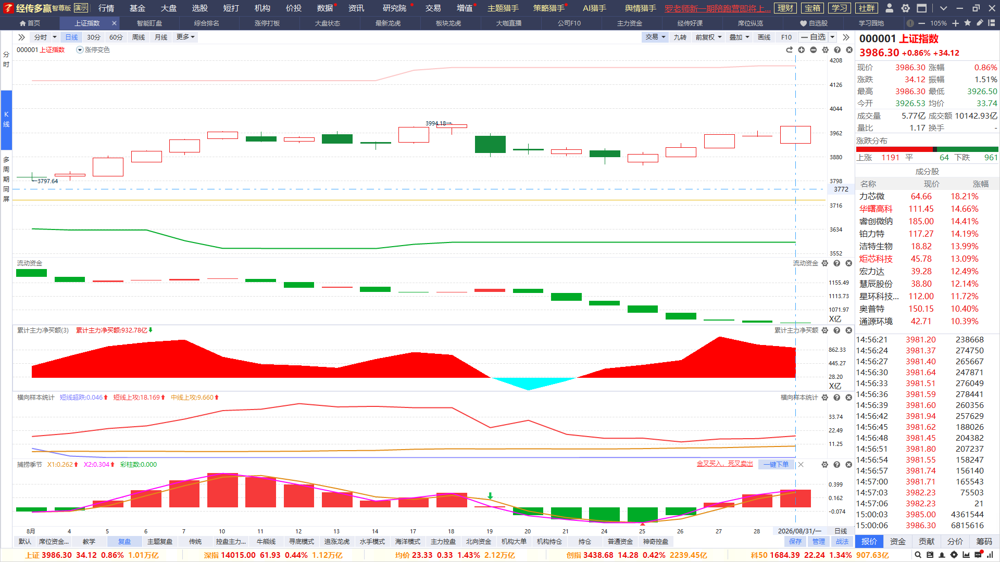 经传多赢 智尊版 演示 行情 基金 大盘 选股 短打 机构 价投 数据 资讯 研究院 交易 增值 主题猎手 策略猎手 AI猎手 舆情猎手 罗老师新一期陪跑营即将上... 理财 宝箱 学习 社群
首页 上证指数 智能盯盘 综合排名 涨停打板 大盘状态 最新龙虎 板块龙虎 大咖直播 公司F10 主力资金 经传好课 席位纵览 自选股 学习园地 105%
分时 日线 30分 60分 周线 月线 更多 交易 九转 前复权 叠加 画线 F10 一 自选
000001 上证指数 涨停变色
分时
K线
多周期同屏
4208
4126
4044
3962
3880
3798
3772
3716
3634
3552
3994.18
3797.64
流动资金 流动资金
1155.49
1113.73
1071.97
X亿
累计主力净买额(3) 累计主力净买额:932.78亿 累计主力净买额
862.33
445.27
28.20
X亿
横向样本统计 短线超跌:0.046 短线上攻:18.169 中线上攻:9.660 横向样本统计
33.74
22.49
11.25
捕捞季节 X1:0.262 X2:0.304 彩柱数:0.000 金叉买入，死叉卖出 一键下单
0.399
0.162
-0.074
8月 4 5 6 7 10 11 12 13 14 17 18 19 20 21 24 25 26 27 28 2026/08/31/一 日线
默认 席位资金... 教学 复盘 主题复盘 传统 控盘主力... 牛能线 寻底模式 追涨龙虎 水手模式 海洋模式 主力控盘 北向资金 机构大单 机构持仓 持仓 普通资金 神奇控盘 保存 管理 战法
000001 上证指数
3986.30 +0.86% +34.12
现价 3986.30 涨幅 0.86%
涨跌 34.12 振幅 1.51%
最高 3986.30 最低 3926.50
今开 3926.53 均价 33.74
成交量 5.77亿 成交额 10142.93亿
量比 1.17 换手 -
涨跌分布
上涨 1191 平 64 下跌 961
成分股
名称 现价 涨幅
力芯微 64.66 18.21%
华曙高科 111.45 14.66%
睿创微纳 185.00 14.41%
铂力特 117.27 14.19%
洁特生物 18.82 13.99%
炬芯科技 45.78 13.09%
宏力达 39.28 12.49%
慧辰股份 38.80 12.14%
星环科技... 112.00 11.72%
奥普特 150.15 10.40%
通源环境 42.71 10.39%
14:56:21 3981.20 238668
14:56:24 3981.37 274750
14:56:27 3981.40 265667
14:56:30 3981.64 247871
14:56:33 3981.51 276049
14:56:36 3981.59 278441
14:56:39 3981.60 260356
14:56:42 3981.94 257629
14:56:45 3981.62 188026
14:56:48 3981.45 204382
14:56:51 3981.80 207237
14:56:54 3981.55 158247
14:56:57 3981.74 156140
14:57:00 3981.71 165543
14:57:03 3982.23 75503
14:57:06 3982.23 21
15:00:03 3985.00 4361544
15:00:06 3986.30 6815616
报价 资金 贡献 分价 筹码
上证 3986.30 34.12 0.86% 1.01万亿 深指 14015.00 61.93 0.44% 1.12万亿 均价 23.33 0.33 1.43% 2.12万亿 创指 3438.68 14.28 0.42% 2239.45亿 科50 1684.39 22.24 1.34% 907.63亿